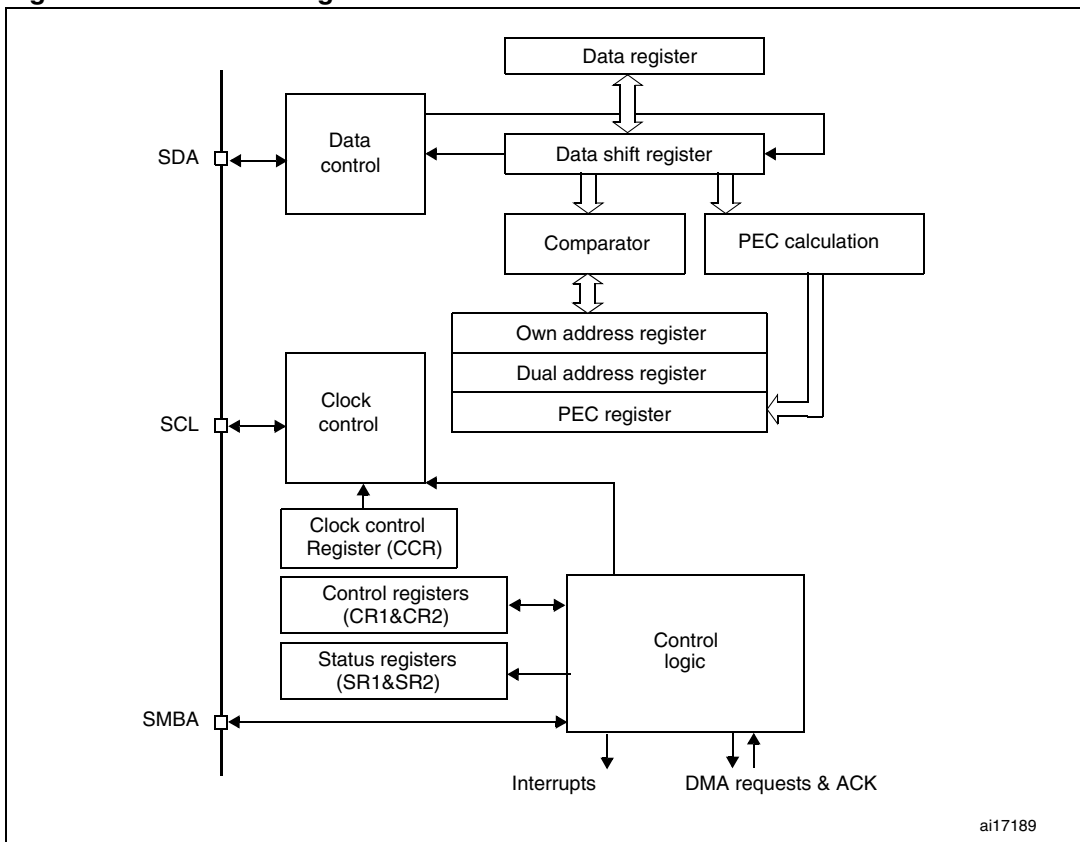 Data register
Data
control
SDA
Data shift register
Comparator
PEC calculation
Own address register
Dual address register
PEC register
Clock
control
SCL
Clock control
Register (CCR)
Control registers
(CR1&CR2)
Control
logic
Status registers
(SR1&SR2)
SMBA
Interrupts
DMA requests & ACK
ai17189